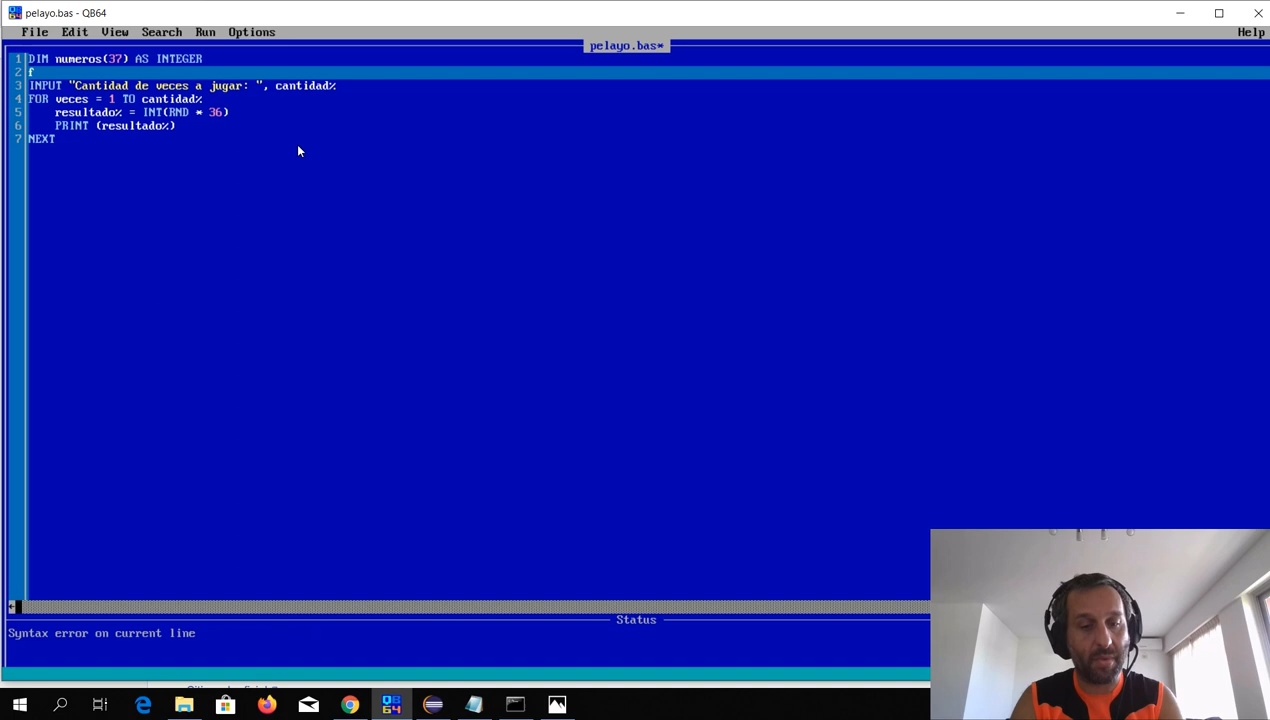 pelayo.bas - QB64
File Edit View Search Run Options Help
pelayo.bas*
1 DIM numeros(37) AS INTEGER
2 f
3 INPUT "Cantidad de veces a jugar: ", cantidad%
4 FOR veces = 1 TO cantidad%
5 resultado% = INT(RND * 36)
6 PRINT (resultado%)
7 NEXT
Status
Syntax error on current line
QB
64